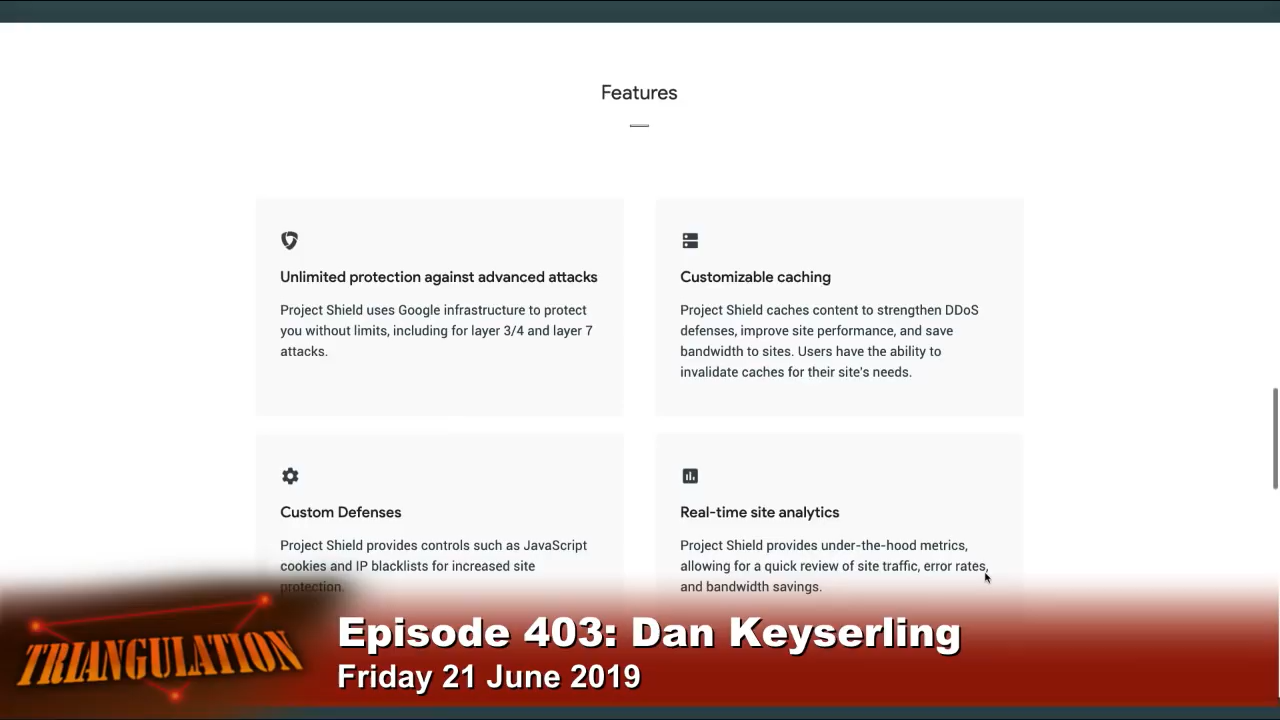 Features
Unlimited protection against advanced attacks
Project Shield uses Google infrastructure to protect
you without limits, including for layer 3/4 and layer 7
attacks.
Customizable caching
Project Shield caches content to strengthen DDoS
defenses, improve site performance, and save
bandwidth to sites. Users have the ability to
invalidate caches for their site's needs.
Custom Defenses
Project Shield provides controls such as JavaScript
cookies and IP blacklists for increased site
protection.
Real-time site analytics
Project Shield provides under-the-hood metrics,
allowing for a quick review of site traffic, error rates,
and bandwidth savings.
TRIANGULATION
Episode 403: Dan Keyserling
Friday 21 June 2019